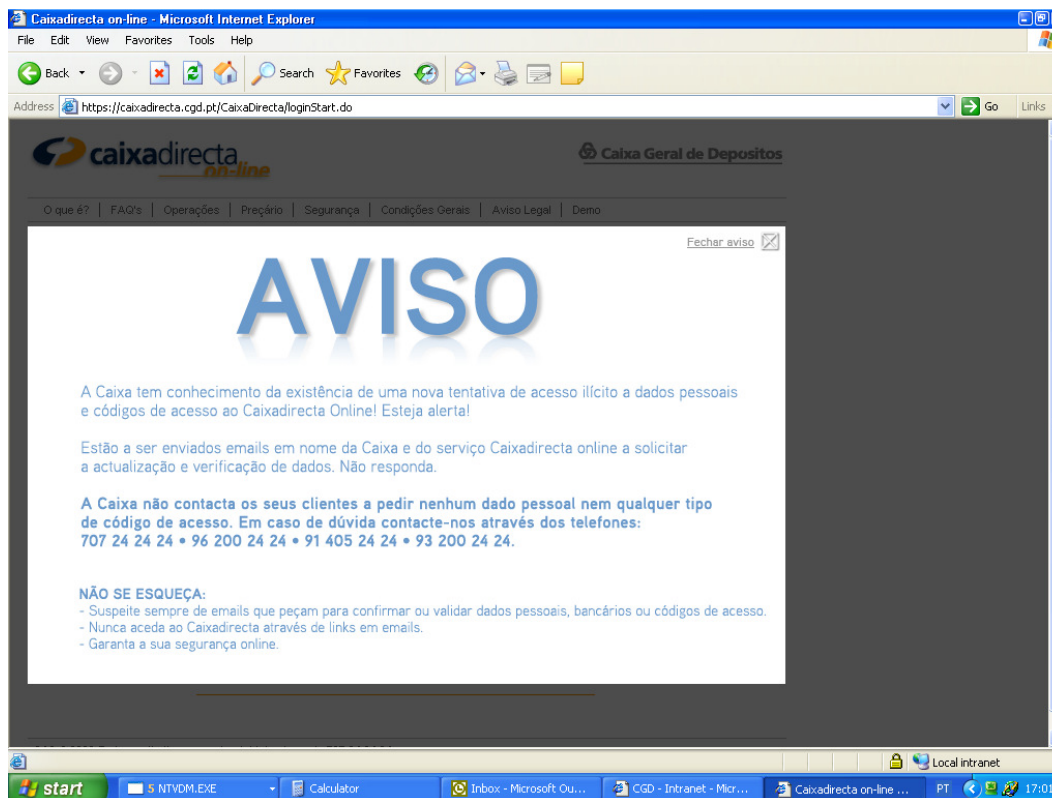 Caixadirecta on-line - Microsoft Internet Explorer
File Edit View Favorites Tools Help
Back Search Favorites
Address https://caixadirecta.cgd.pt/CaixaDirecta/loginStart.do Go Links
caixadirecta on-line
Caixa Geral de Depositos
O que é? | FAQ's | Operações | Preçário | Segurança | Condições Gerais | Aviso Legal | Demo
Fechar aviso
AVISO
A Caixa tem conhecimento da existência de uma nova tentativa de acesso ilícito a dados pessoais
e códigos de acesso ao Caixadirecta Online! Esteja alerta!
Estão a ser enviados emails em nome da Caixa e do serviço Caixadirecta online a solicitar
a actualização e verificação de dados. Não responda.
A Caixa não contacta os seus clientes a pedir nenhum dado pessoal nem qualquer tipo
de código de acesso. Em caso de dúvida contacte-nos através dos telefones:
707 24 24 24 • 96 200 24 24 • 91 405 24 24 • 93 200 24 24.
NÃO SE ESQUEÇA:
- Suspeite sempre de emails que peçam para confirmar ou validar dados pessoais, bancários ou códigos de acesso.
- Nunca aceda ao Caixadirecta através de links em emails.
- Garanta a sua segurança online.
Local intranet
start 5 NTVDM.EXE Calculator Inbox - Microsoft Ou... CGD - Intranet - Micr... Caixadirecta on-line ... PT 17:01